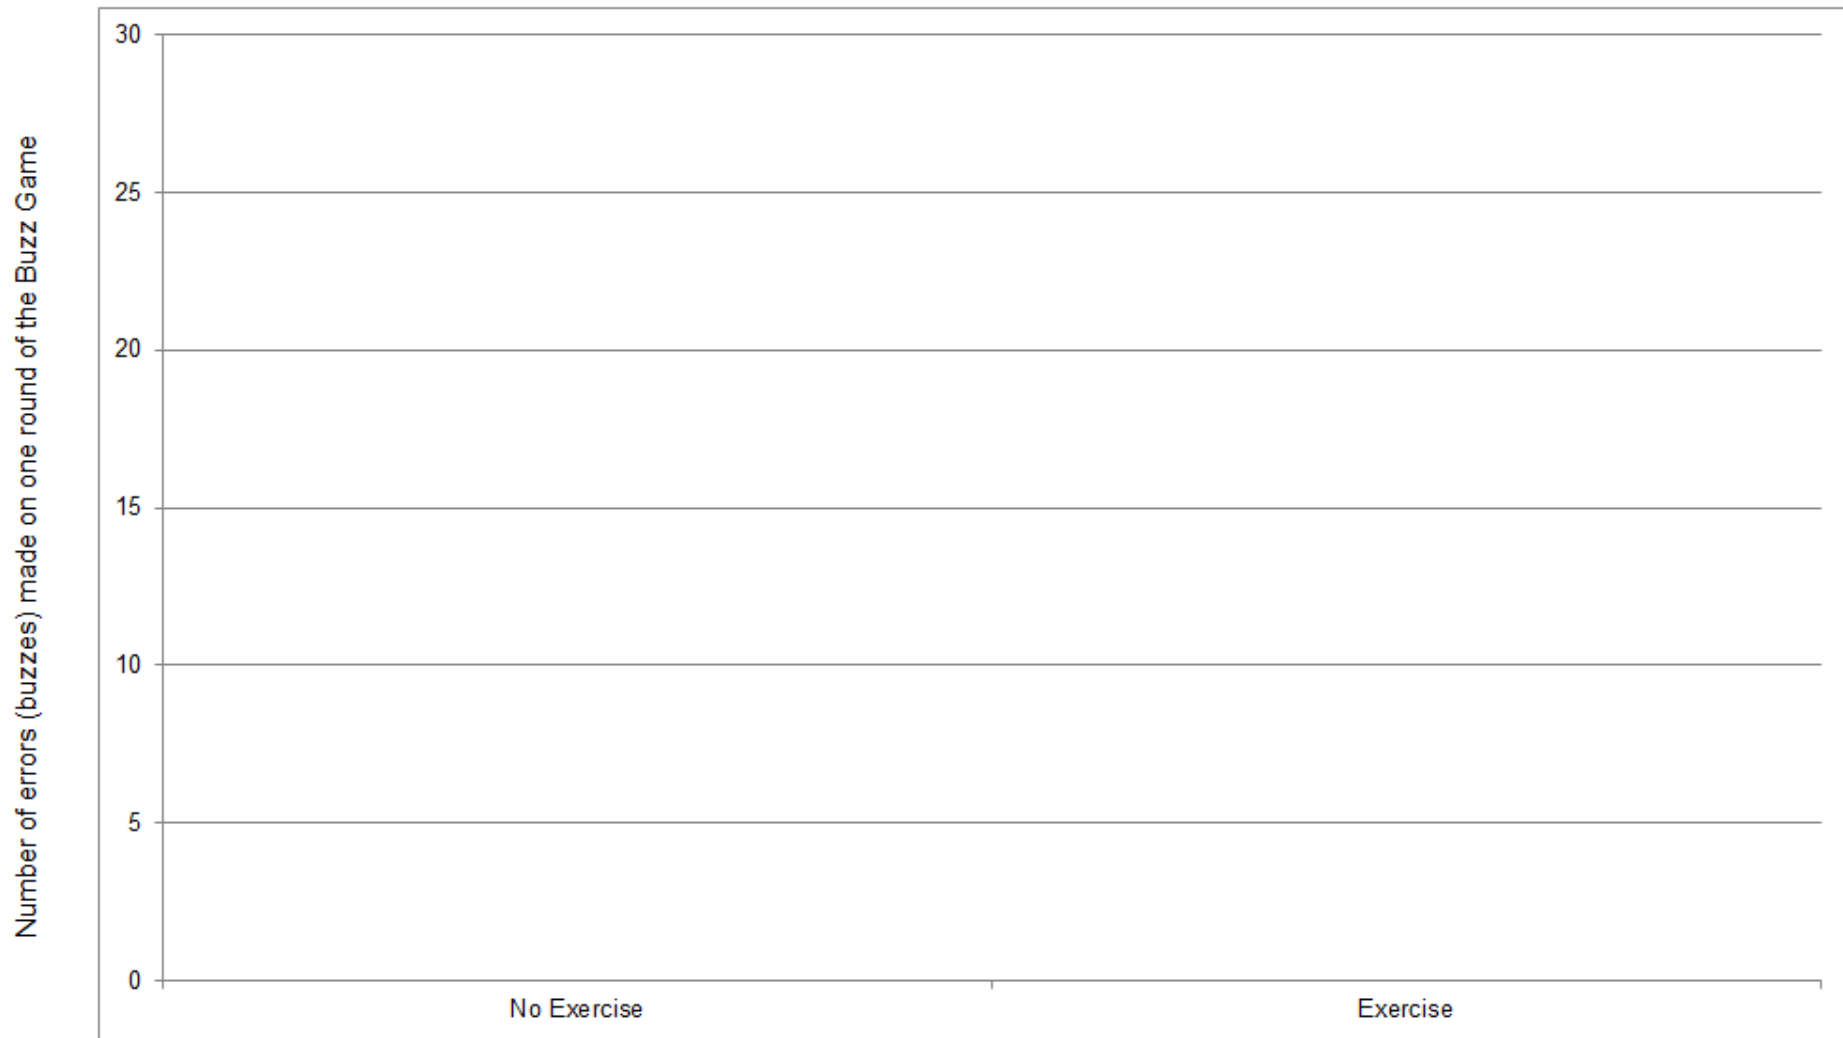 Number of errors (buzzes) made on one round of the Buzz Game
30
25
20
15
10
5
0
No Exercise
Exercise